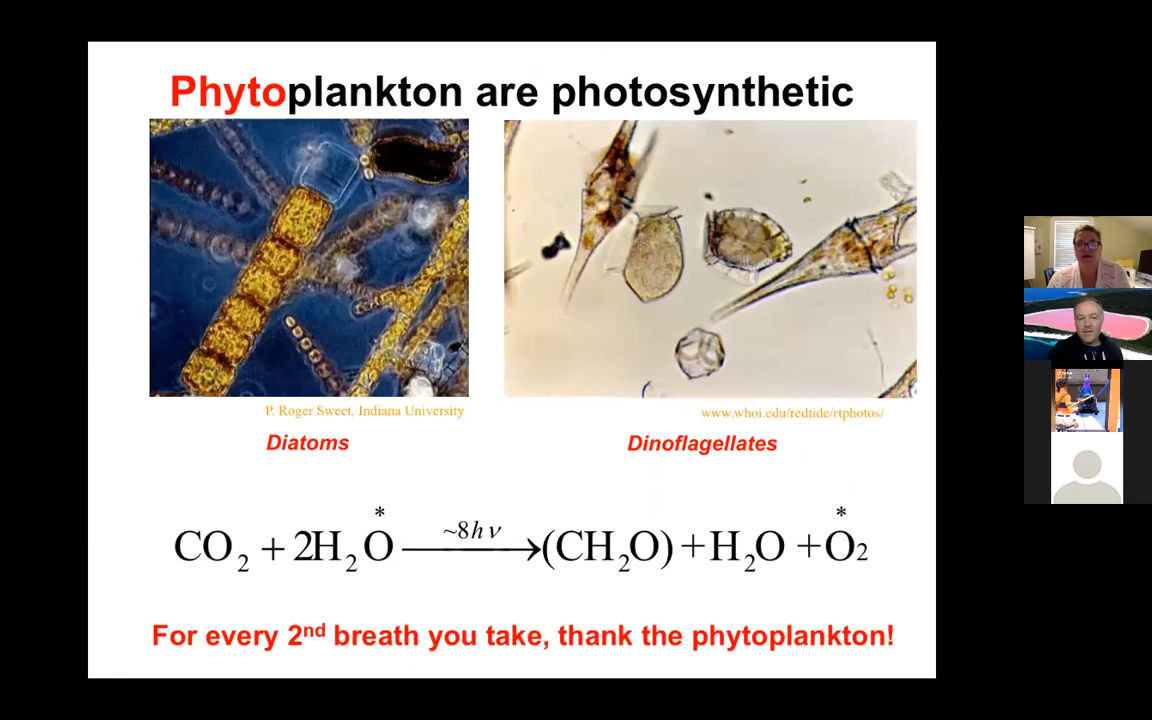 Phytoplankton are photosynthetic
P. Roger Sweet, Indiana University
www.whoi.edu/redtide/rtphotos/
Diatoms
Dinoflagellates
* *
~8hν
CO2 + 2H2O ⟶ (CH2O) + H2O + O2
For every 2nd breath you take, thank the phytoplankton!